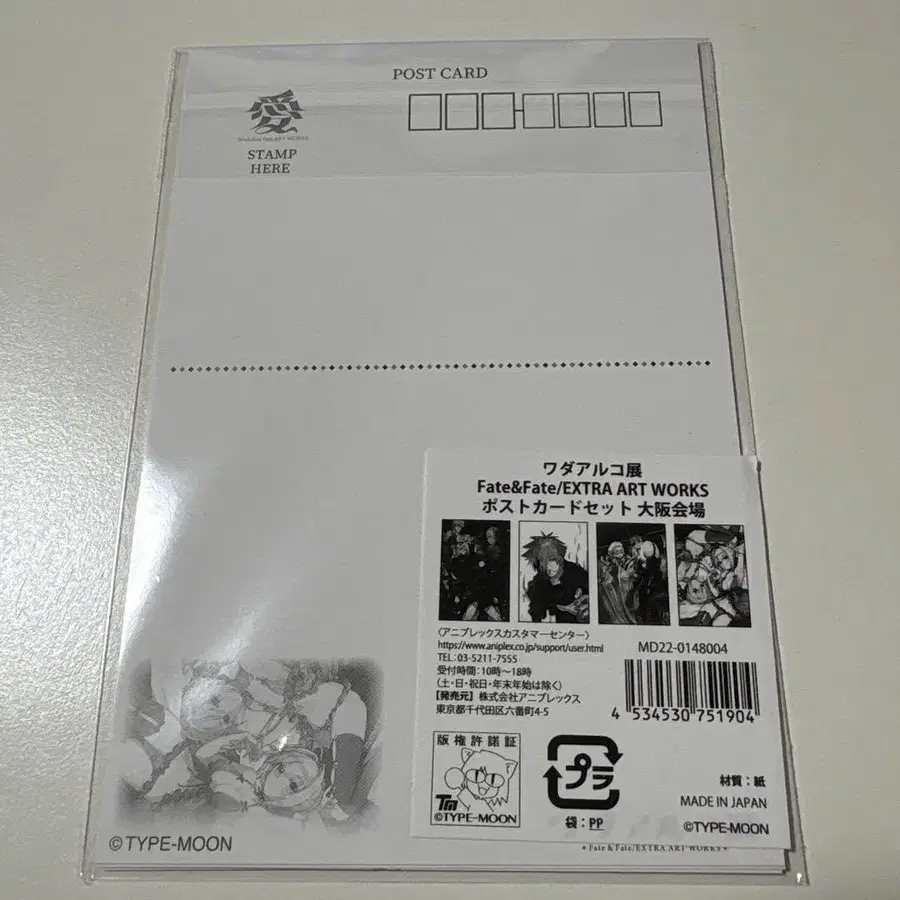 POST CARD
愛
STAMP
HERE
ワダアルコ展
Fate&Fate/EXTRA ART WORKS
ポストカードセット 大阪会場
〈アニプレックスカスタマーセンター〉
https://www.aniplex.co.jp/support/user.html
TEL: 03-5211-7555
受付時間：10時〜18時
(土・日・祝日・年末年始は除く)
【発売元】株式会社アニプレックス
東京都千代田区六番町4-5
MD22-0148004
4 534530 751904
版権許諾証
TM
©TYPE-MOON
プラ
袋：PP
材質：紙
MADE IN JAPAN
©TYPE-MOON
©TYPE-MOON
* Fate & Fate/EXTRA ART WORKS *